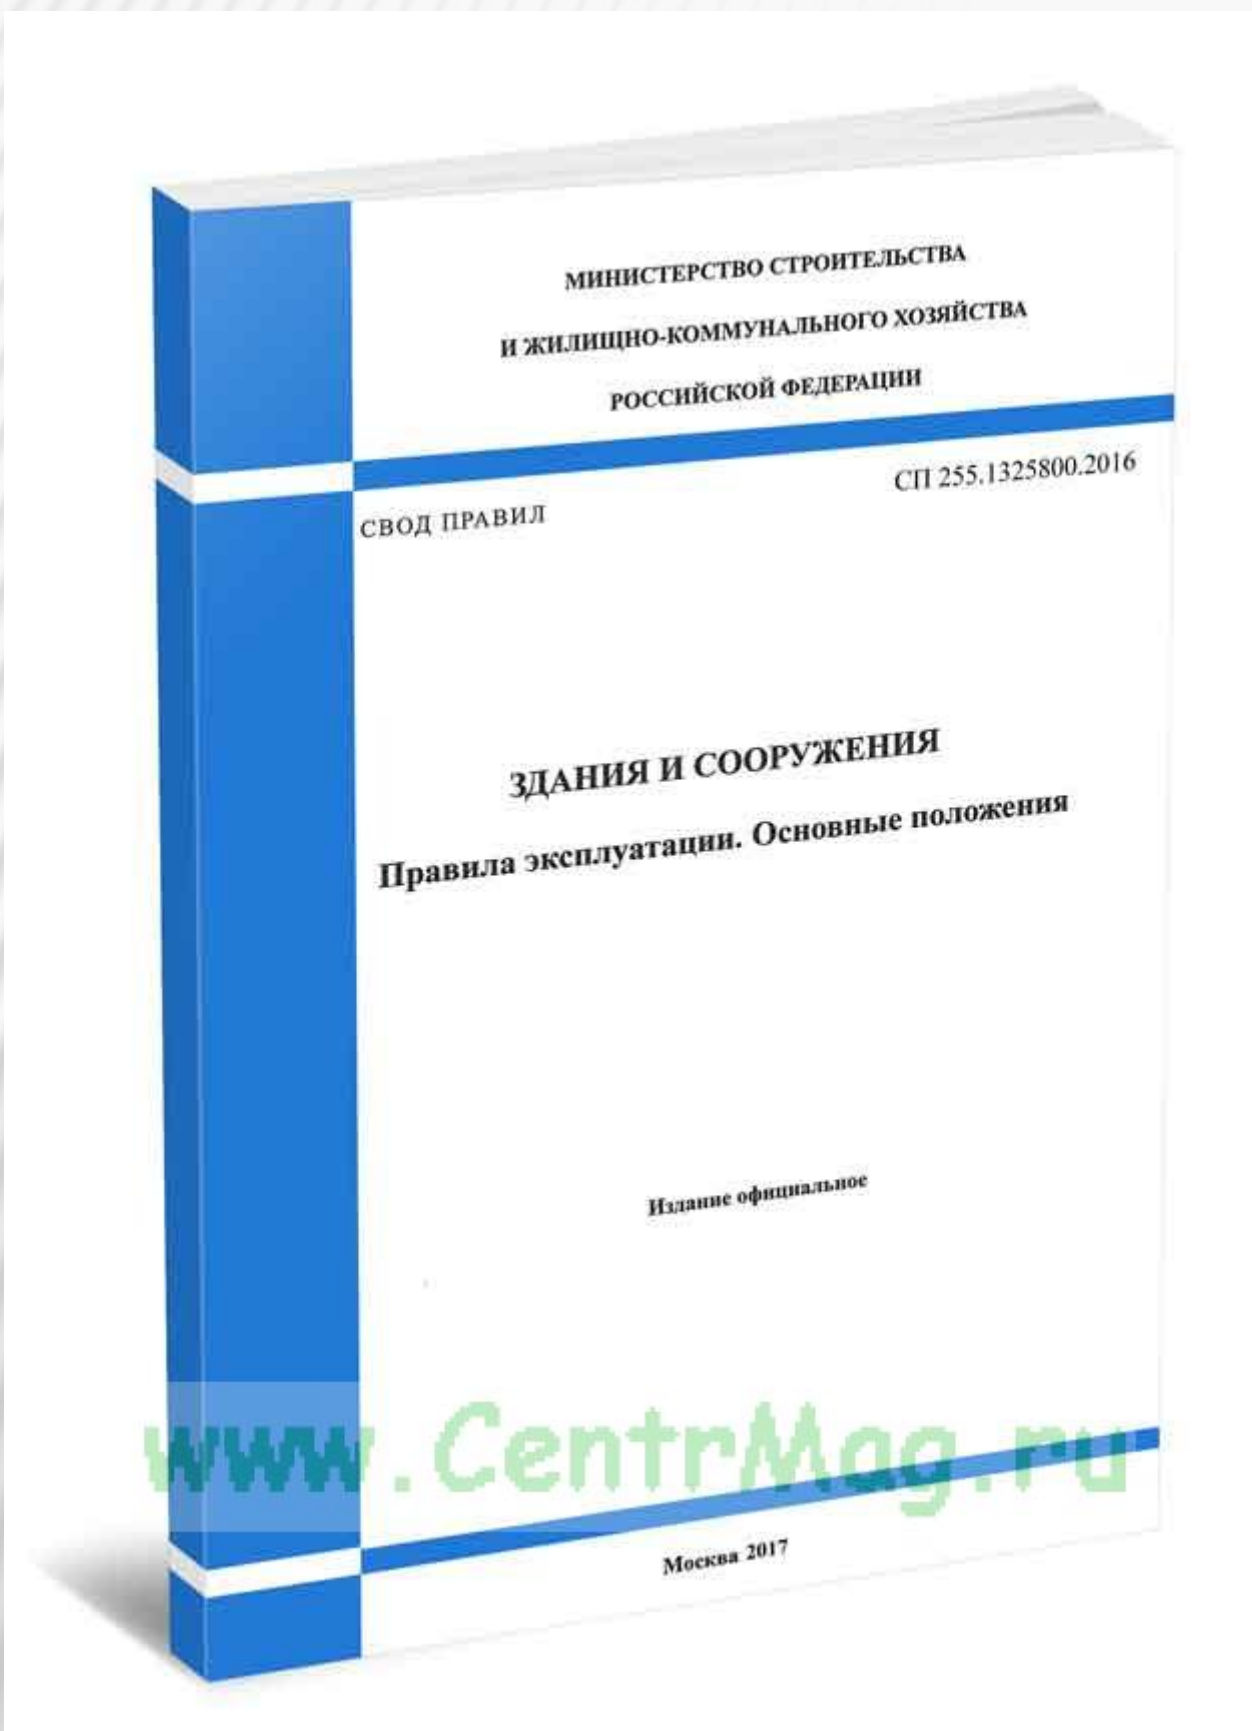 МИНИСТЕРСТВО СТРОИТЕЛЬСТВА
И ЖИЛИЩНО-КОММУНАЛЬНОГО ХОЗЯЙСТВА
РОССИЙСКОЙ ФЕДЕРАЦИИ
СВОД ПРАВИЛ
СП 255.1325800.2016
ЗДАНИЯ И СООРУЖЕНИЯ
Правила эксплуатации. Основные положения
Издание официальное
www.CentrMag.ru
Москва 2017